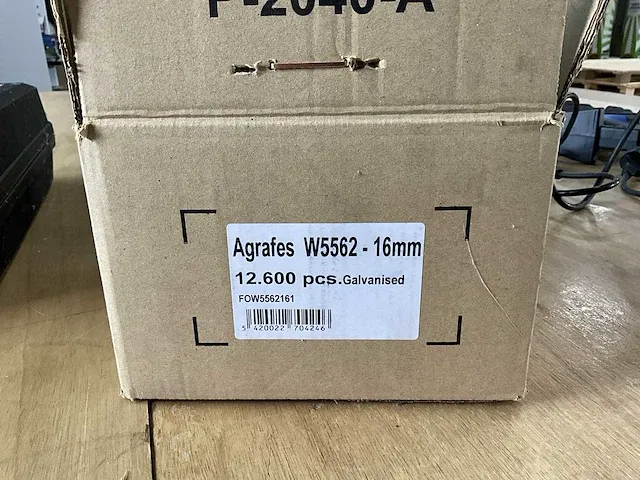 Agrafes W5562 - 16mm
12.600 pcs.Galvanised
FOW5562161
5 420022 704246